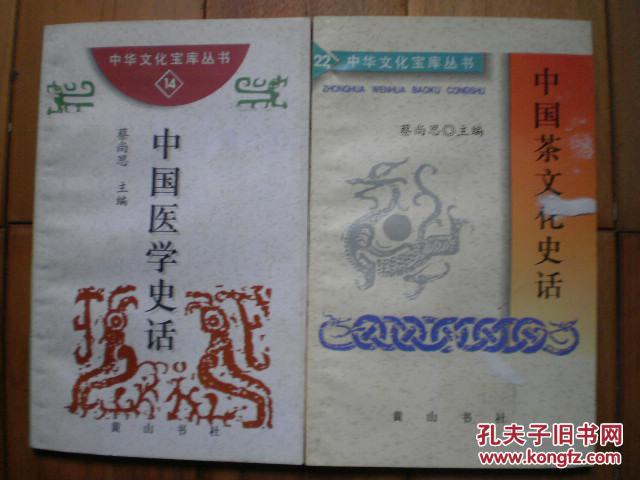 中华文化宝库丛书
14
中国医学史话
蔡尚思 主编
黄山书社
22 中华文化宝库丛书
ZHONGHUA WENHUA BAOKU CONGSHU
蔡尚思◎主编
中国茶文化史话
黄山书社
孔夫子旧书网
www.kongfz.com